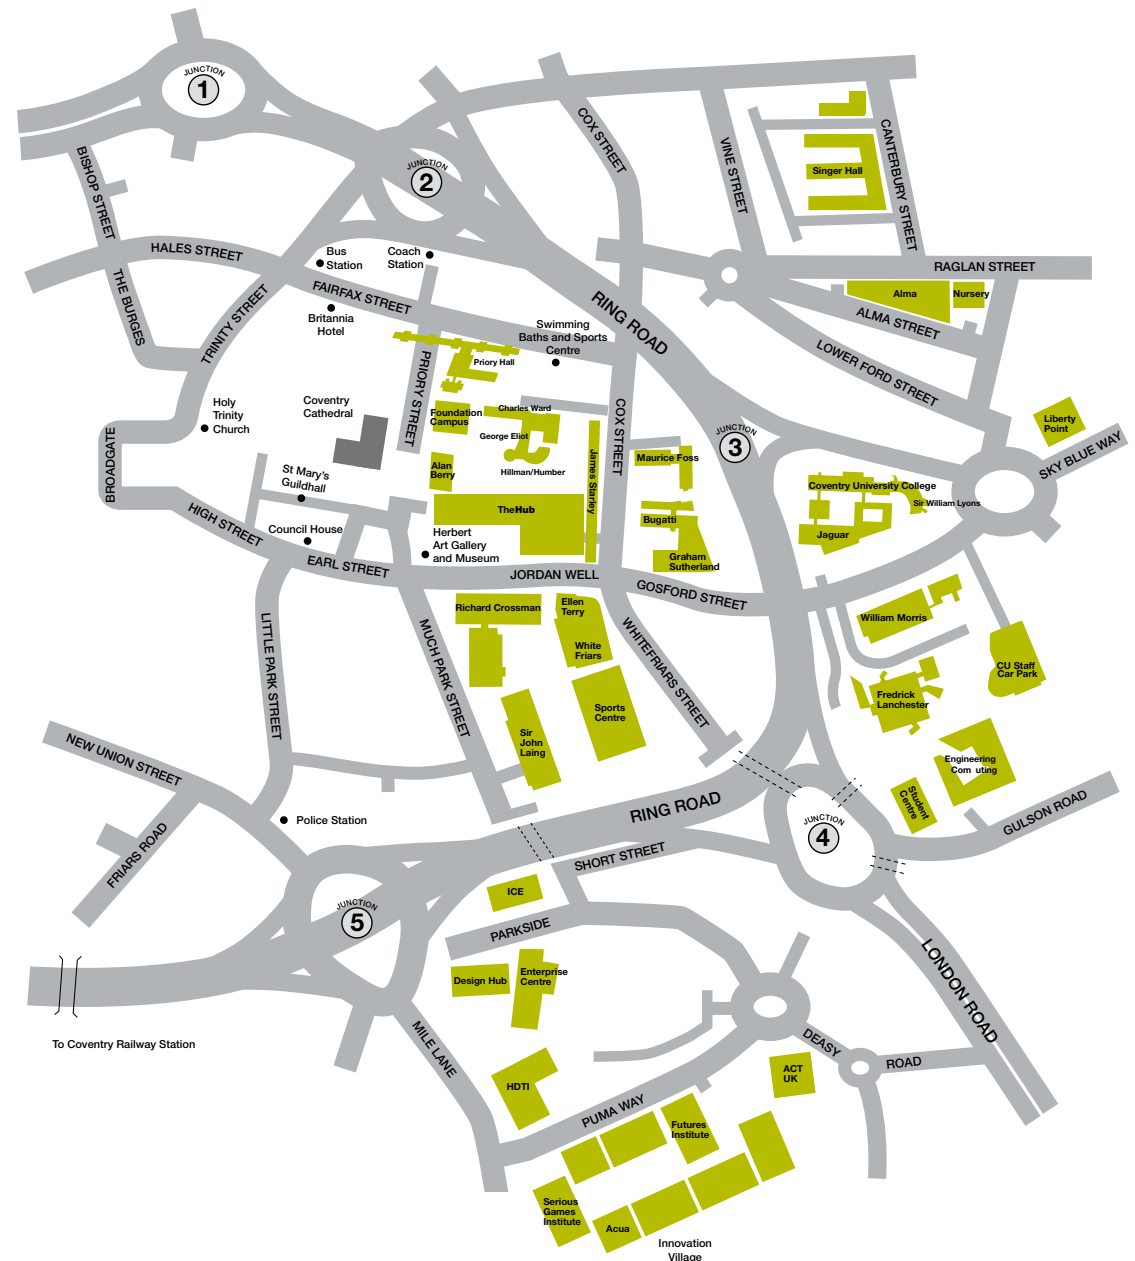 JUNCTION
1
COX STREET
VINE STREET
CANTERBURY STREET
BISHOP STREET
JUNCTION
2
Singer Hall
HALES STREET
Bus
Station
Coach
Station
RAGLAN STREET
THE BURGES
FAIRFAX STREET
Alma
Nursery
TRINITY STREET
Britannia
Hotel
RING ROAD
ALMA STREET
Swimming
Baths and Sports
Centre
Priory Hall
PRIORY STREET
LOWER FORD STREET
Holy
Trinity
Church
Coventry
Cathedral
Foundation
Campus
Charles Ward
George Eliot
COX STREET
JUNCTION
3
Liberty
Point
SKY BLUE WAY
BROADGATE
St Mary's
Guildhall
Alan
Berry
Hillman/Humber
James Starley
Maurice Foss
Coventry University College
Sir William Lyons
HIGH STREET
TheHub
Bugatti
Council House
Herbert
Art Gallery
and Museum
Jaguar
EARL STREET
JORDAN WELL
Graham
Sutherland
GOSFORD STREET
LITTLE PARK STREET
MUCH PARK STREET
Richard Crossman
Ellen
Terry
White
Friars
WHITEFRIARS STREET
William Morris
CU Staff
Car Park
Fredrick
Lanchester
Sports
Centre
Sir
John
Laing
NEW UNION STREET
Engineering
Com uting
Student
Centre
GULSON ROAD
FRIARS ROAD
Police Station
RING ROAD
JUNCTION
4
SHORT STREET
ICE
JUNCTION
5
PARKSIDE
LONDON ROAD
Design Hub
Enterprise
Centre
To Coventry Railway Station
MILE LANE
DEASY
ROAD
HDTI
ACT
UK
PUMA WAY
Futures
Institute
Serious
Games
Institute
Acua
Innovation
Village